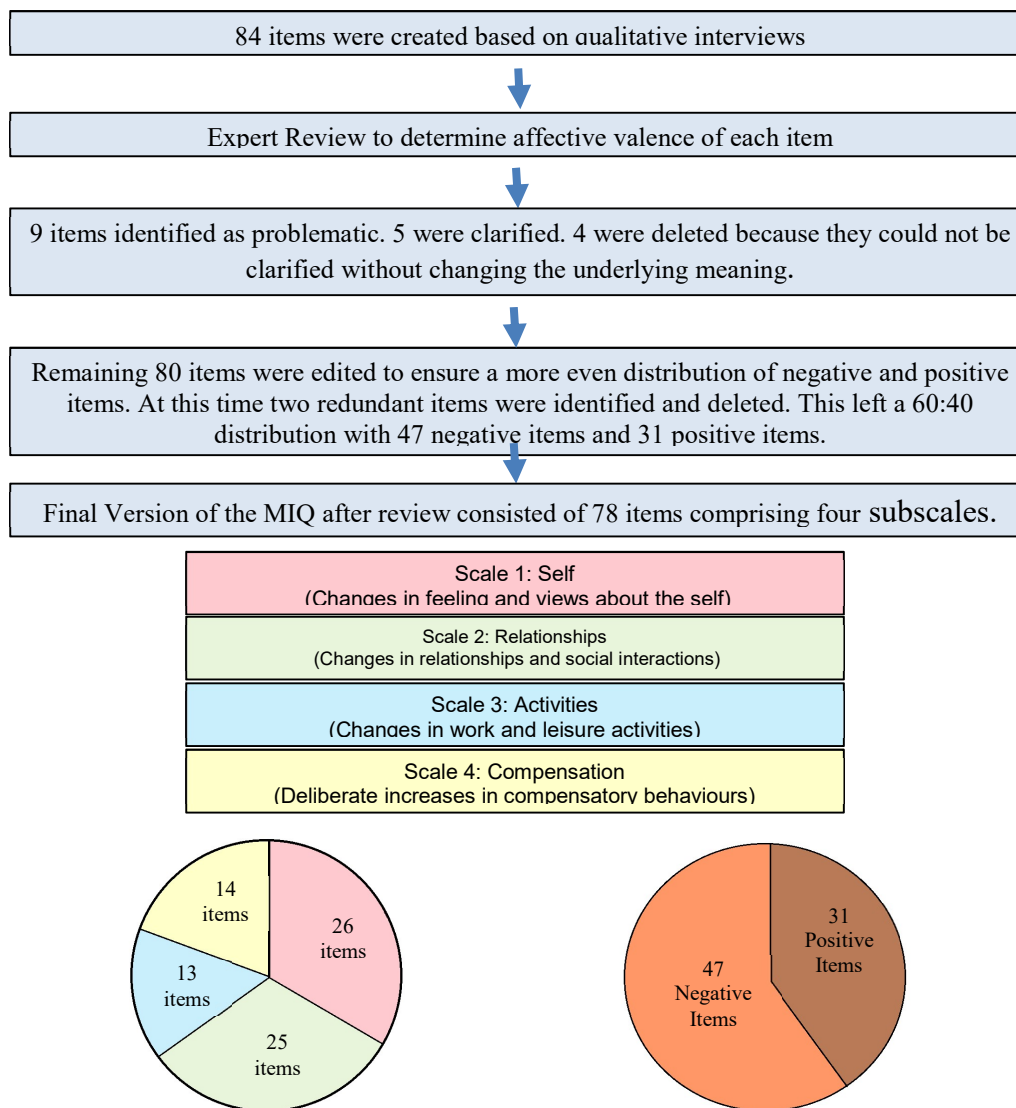 84 items were created based on qualitative interviews
Expert Review to determine affective valence of each item
9 items identified as problematic. 5 were clarified. 4 were deleted because they could not be
clarified without changing the underlying meaning.
Remaining 80 items were edited to ensure a more even distribution of negative and positive
items. At this time two redundant items were identified and deleted. This left a 60:40
distribution with 47 negative items and 31 positive items.
Final Version of the MIQ after review consisted of 78 items comprising four subscales.
Scale 1: Self
(Changes in feeling and views about the self)
Scale 2: Relationships
(Changes in relationships and social interactions)
Scale 3: Activities
(Changes in work and leisure activities)
Scale 4: Compensation
(Deliberate increases in compensatory behaviours)
14
items
26
items
13
items
25
items
31
Positive
Items
47
Negative
Items